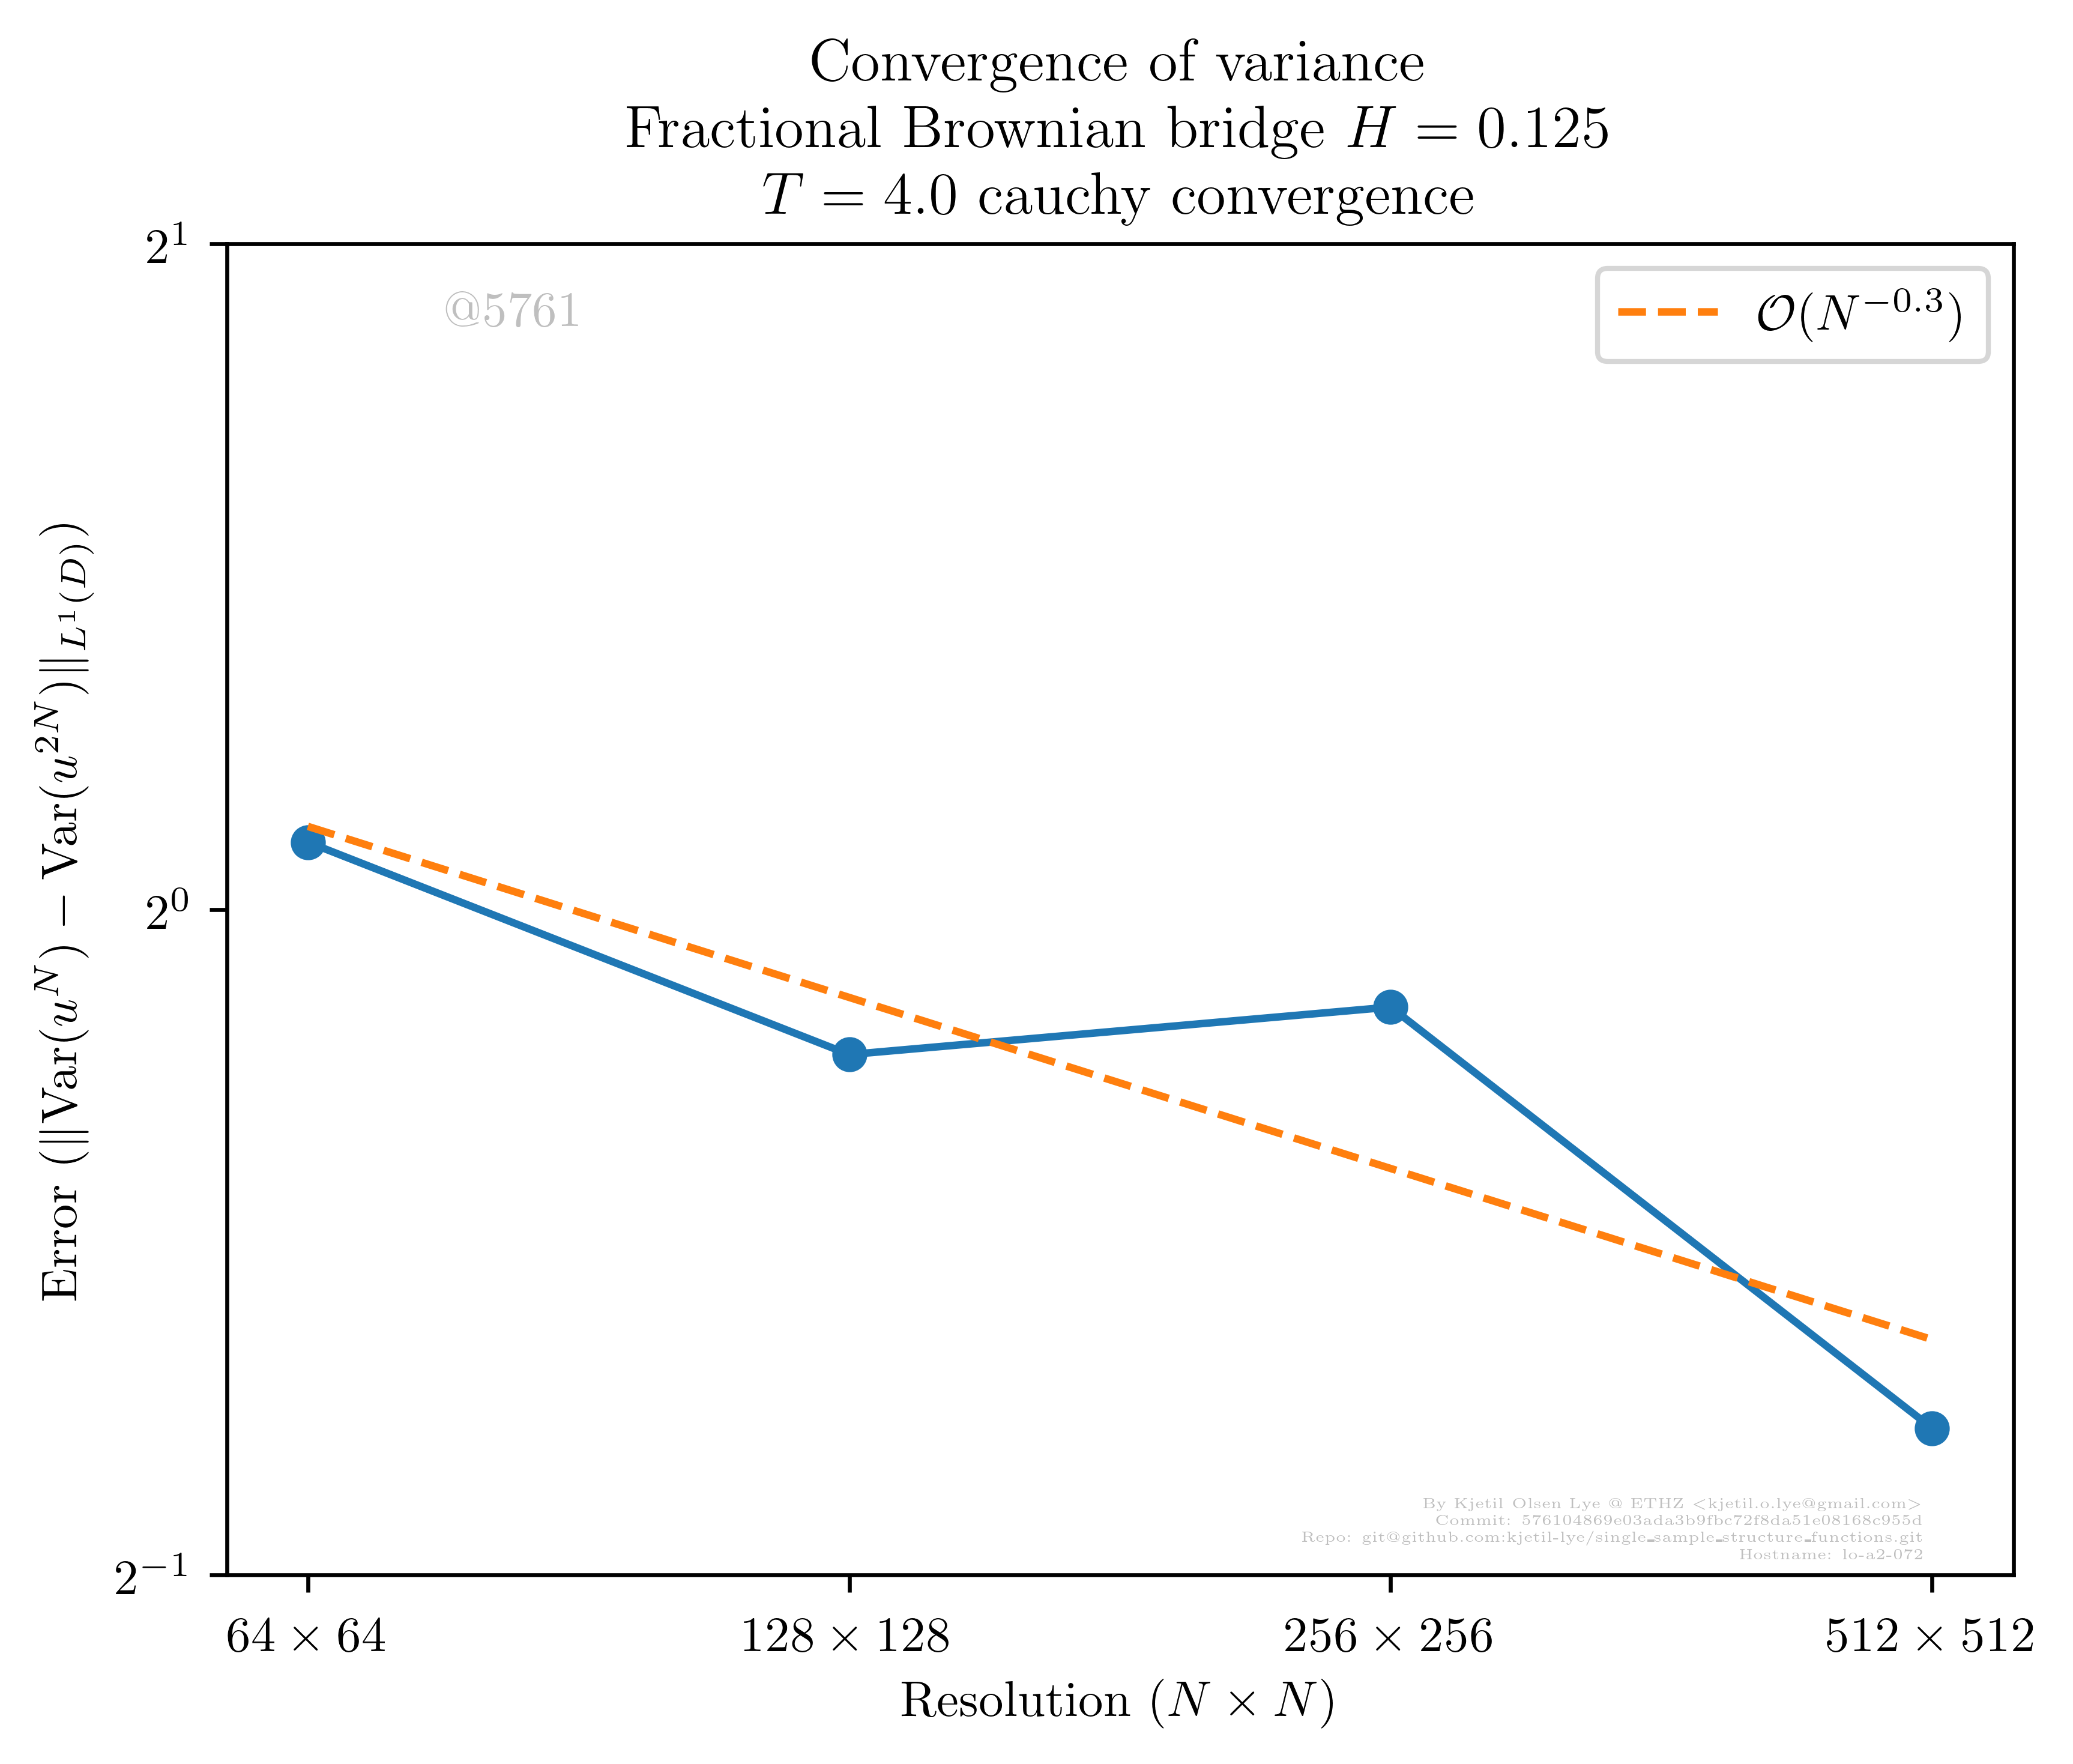 Convergence of variance
Fractional Brownian bridge H = 0.125
T = 4.0 cauchy convergence
2^1
@5761
O(N^{-0.3})
2^0
2^{-1}
Error (||Var(u^N) − Var(u^{2N})||_{L^1(D)})
By Kjetil Olsen Lye @ ETHZ <kjetil.o.lye@gmail.com>
Commit: 576104869e03ada3b9fbc72f8da51e08168c955d
Repo: git@github.com:kjetil-lye/single_sample_structure_functions.git
Hostname: lo-a2-072
64 × 64
128 × 128
256 × 256
512 × 512
Resolution (N × N)